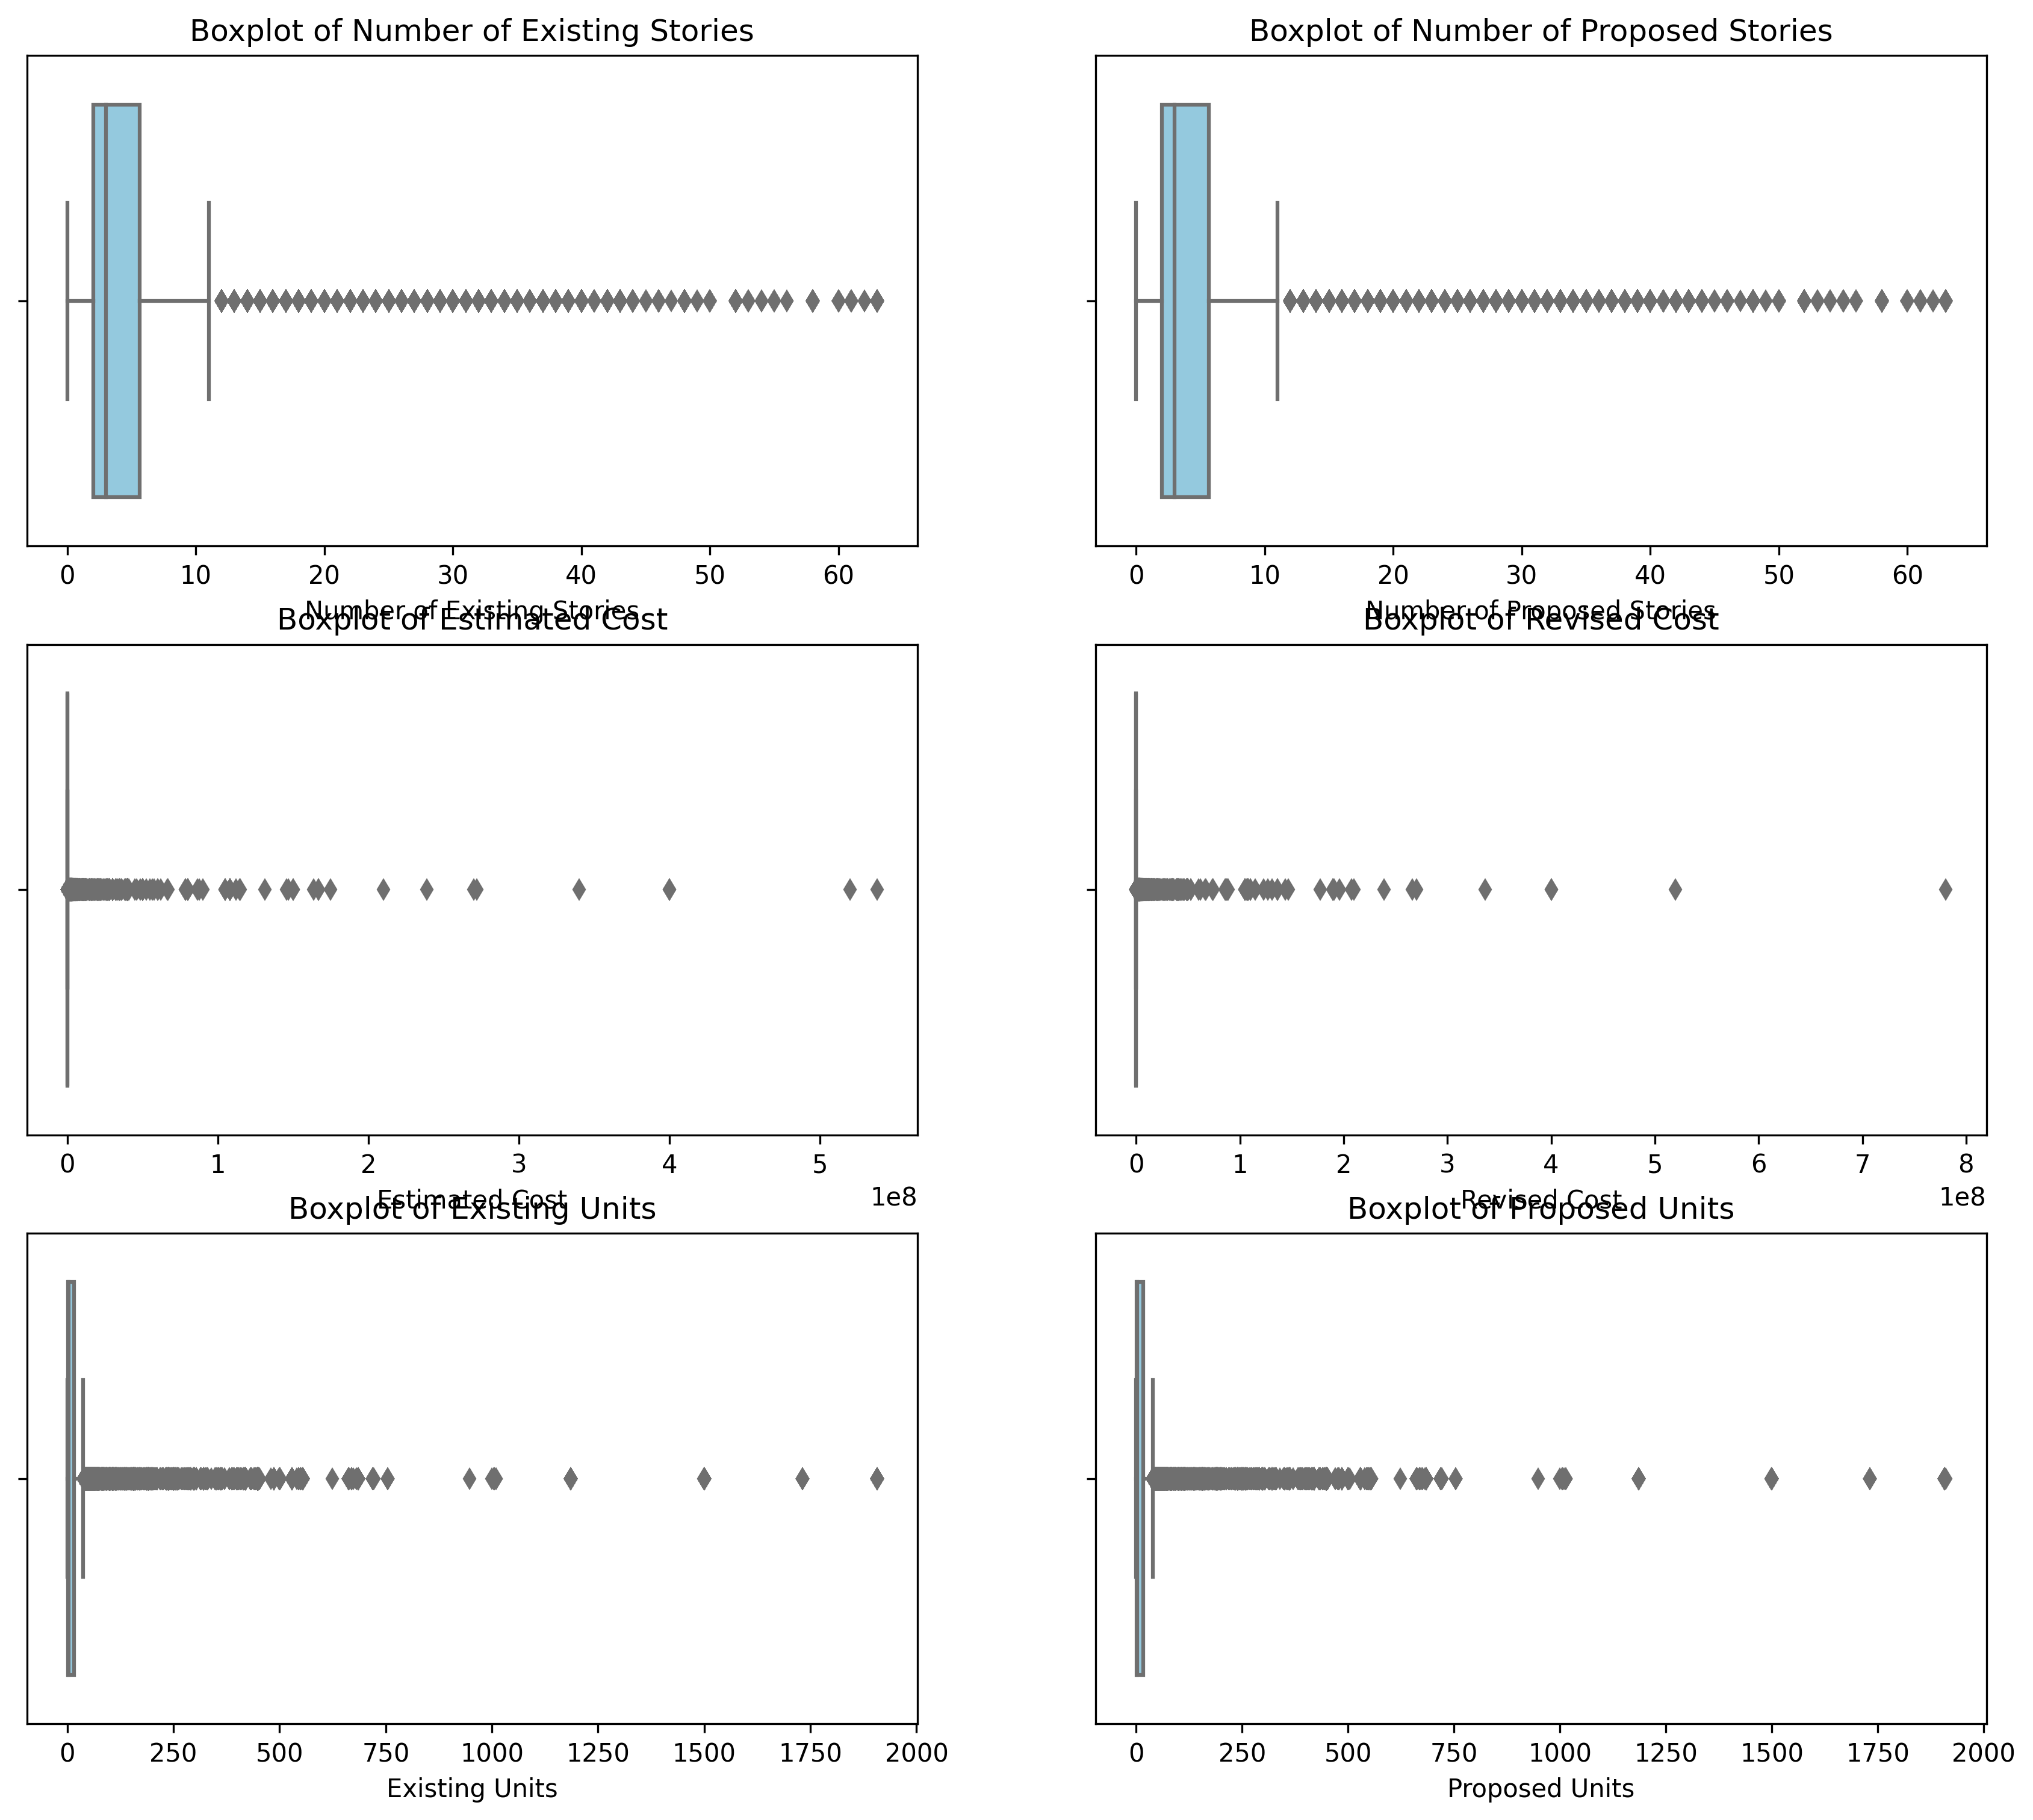 Boxplot of Number of Existing Stories
Boxplot of Number of Proposed Stories
0 10 20 30 40 50 60
0 10 20 30 40 50 60
Number of Existing Stories
Number of Proposed Stories
Boxplot of Estimated Cost
Boxplot of Revised Cost
0 1 2 3 4 5
0 1 2 3 4 5 6 7 8
1e8
1e8
Estimated Cost
Revised Cost
Boxplot of Existing Units
Boxplot of Proposed Units
0 250 500 750 1000 1250 1500 1750 2000
0 250 500 750 1000 1250 1500 1750 2000
Existing Units
Proposed Units